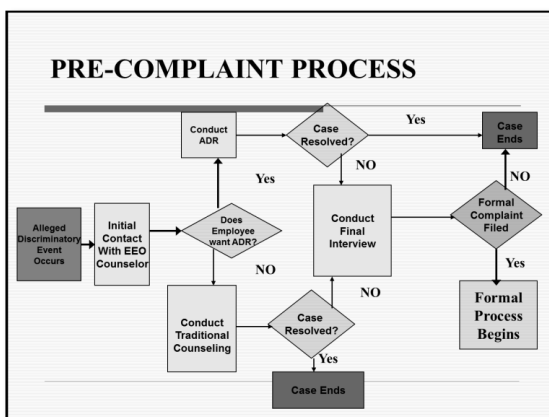 PRE-COMPLAINT PROCESS
Conduct
ADR
Case
Resolved?
Yes
Case
Ends
NO
NO
Yes
Alleged
Discriminatory
Event
Occurs
Initial
Contact
With EEO
Counselor
Does
Employee
want ADR?
Conduct
Final
Interview
Formal
Complaint
Filed
NO
NO
Yes
Conduct
Traditional
Counseling
Case
Resolved?
Formal
Process
Begins
Yes
Case Ends